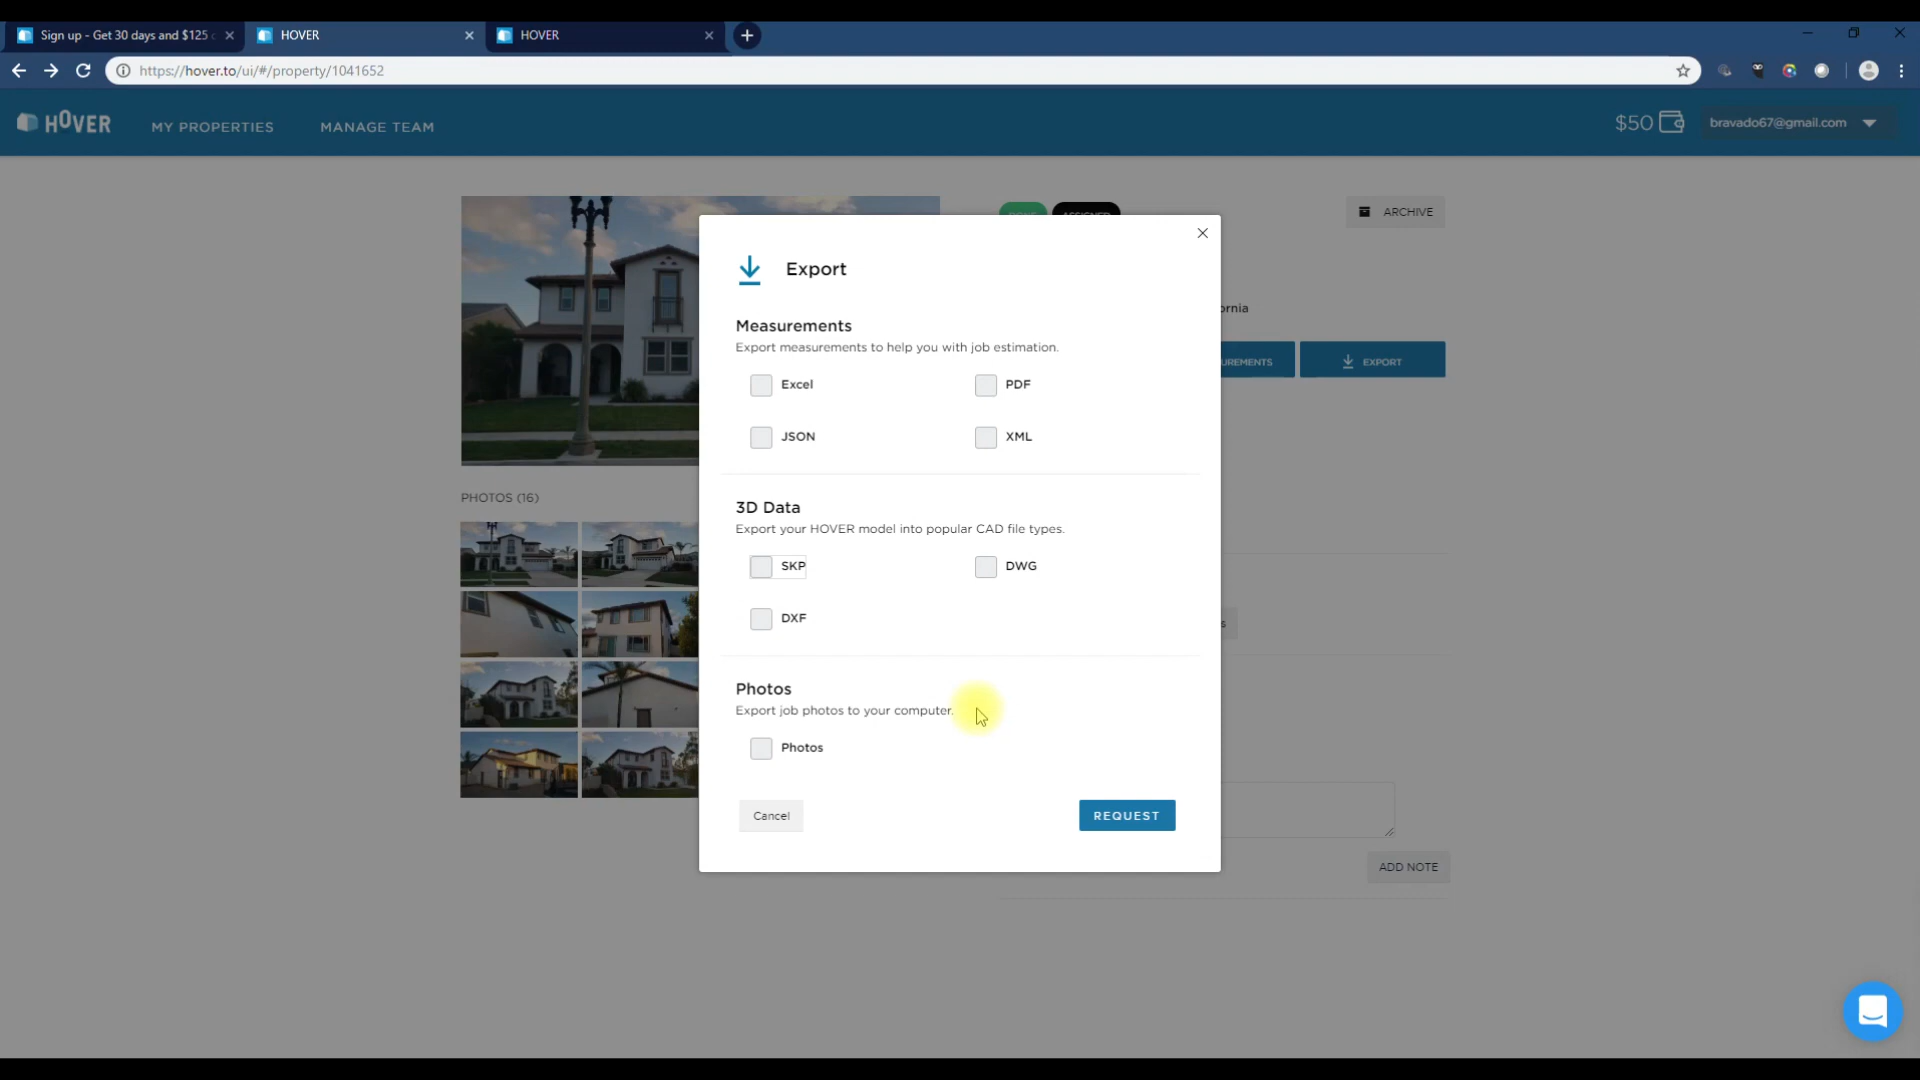 Sign up - Get 30 days and $125
HOVER
HOVER
https://hover.to/ui/#/property/1041652
HOVER
MY PROPERTIES
MANAGE TEAM
$50
bravado67@gmail.com
DONE
ASSIGNED
ARCHIVE
Export
ornia
Measurements
Export measurements to help you with job estimation.
UREMENTS
EXPORT
Excel
PDF
JSON
XML
PHOTOS (16)
3D Data
Export your HOVER model into popular CAD file types.
SKP
DWG
DXF
s
Photos
Export job photos to your computer.
Photos
Cancel
REQUEST
ADD NOTE